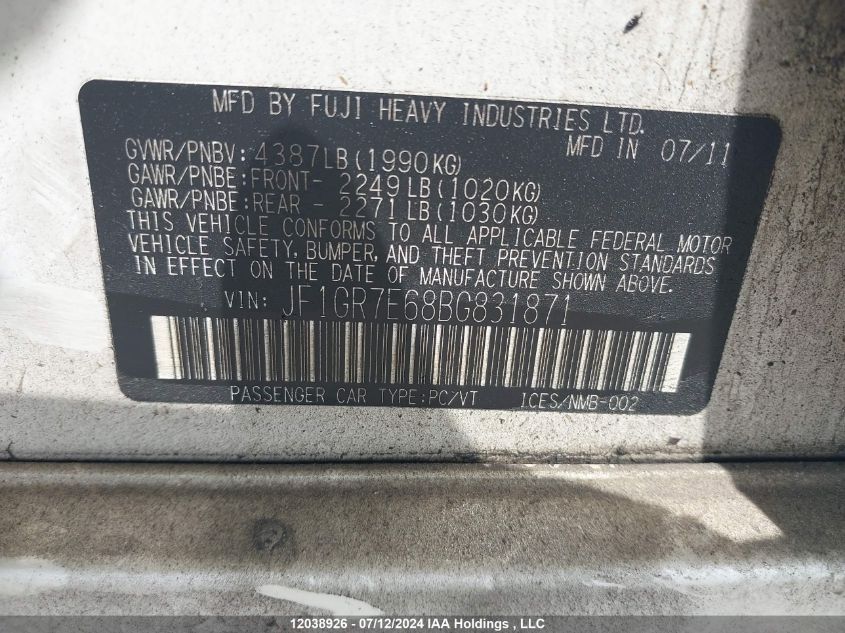 MFD BY FUJI HEAVY INDUSTRIES LTD.
MFD IN 07/11
GVWR/PNBV: 4387LB(1990KG)
GAWR/PNBE:FRONT- 2249LB(1020KG)
GAWR/PNBE:REAR - 2271LB(1030KG)
THIS VEHICLE CONFORMS TO ALL APPLICABLE FEDERAL MOTOR
VEHICLE SAFETY, BUMPER, AND THEFT PREVENTION STANDARDS
IN EFFECT ON THE DATE OF MANUFACTURE SHOWN ABOVE.
VIN: JF1GR7E68BG831871
PASSENGER CAR TYPE:PC/VT ICES/NMB-002
12038926 - 07/12/2024 IAA Holdings , LLC